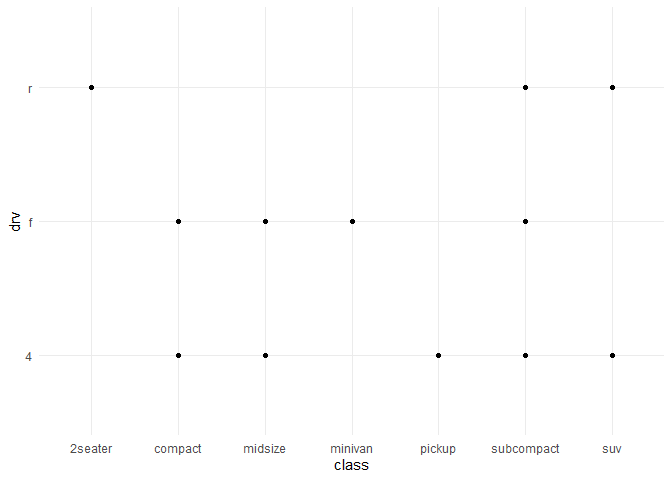 r
f
4
drv
2seater compact midsize minivan pickup subcompact suv
class